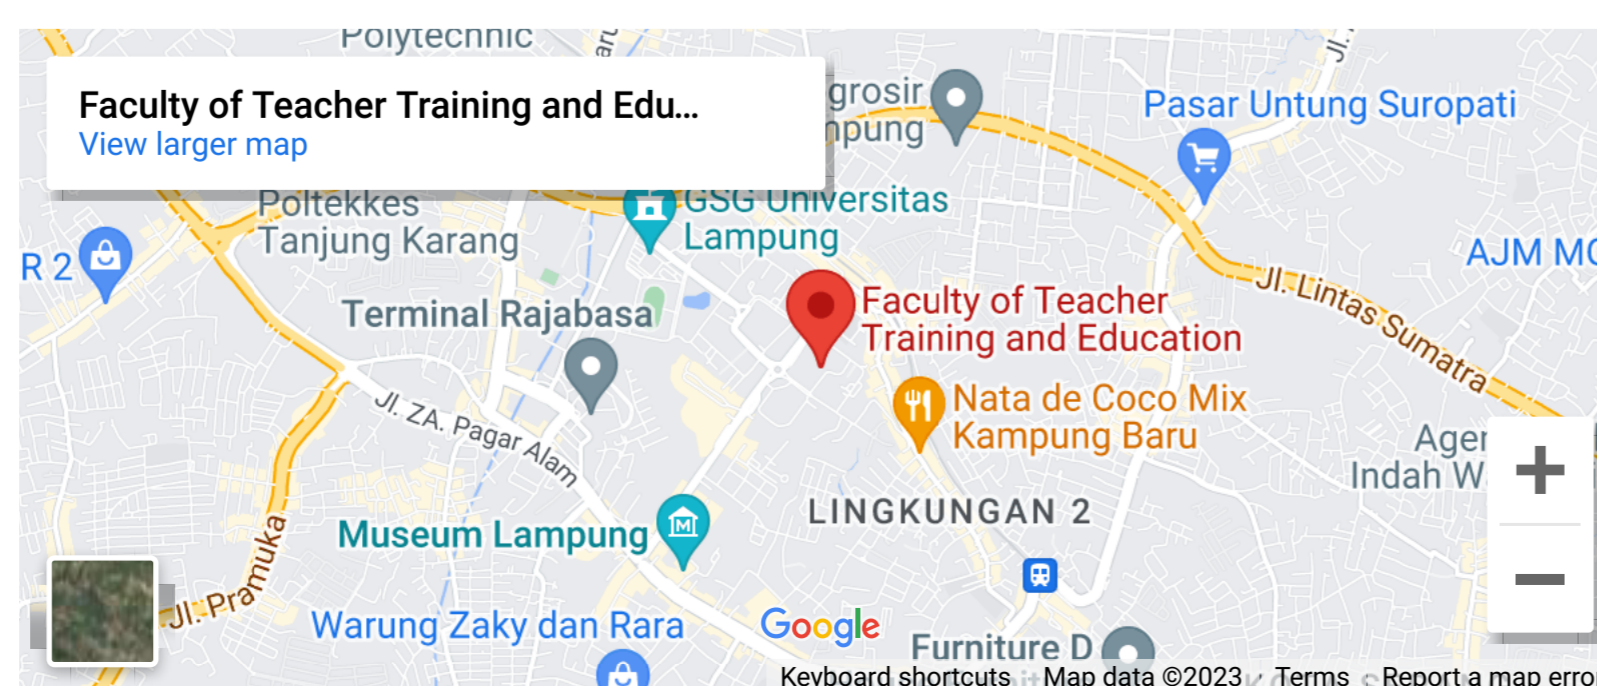 Polytechnic
Faculty of Teacher Training and Edu...
View larger map
grosir
Pasar Untung Suropati
Poltekkes
Tanjung Karang
GSG Universitas
Lampung
R 2
AJM
Jl. Lintas Sumatra
Faculty of Teacher
Training and Education
Terminal Rajabasa
Nata de Coco Mix
Kampung Baru
Jl. ZA. Pagar Alam
Indah
LINGKUNGAN 2
Museum Lampung
Jl. Pramuka
Warung Zaky dan Rara
Google
Furniture D
Keyboard shortcuts
Map data ©2023
Terms
Report a map error